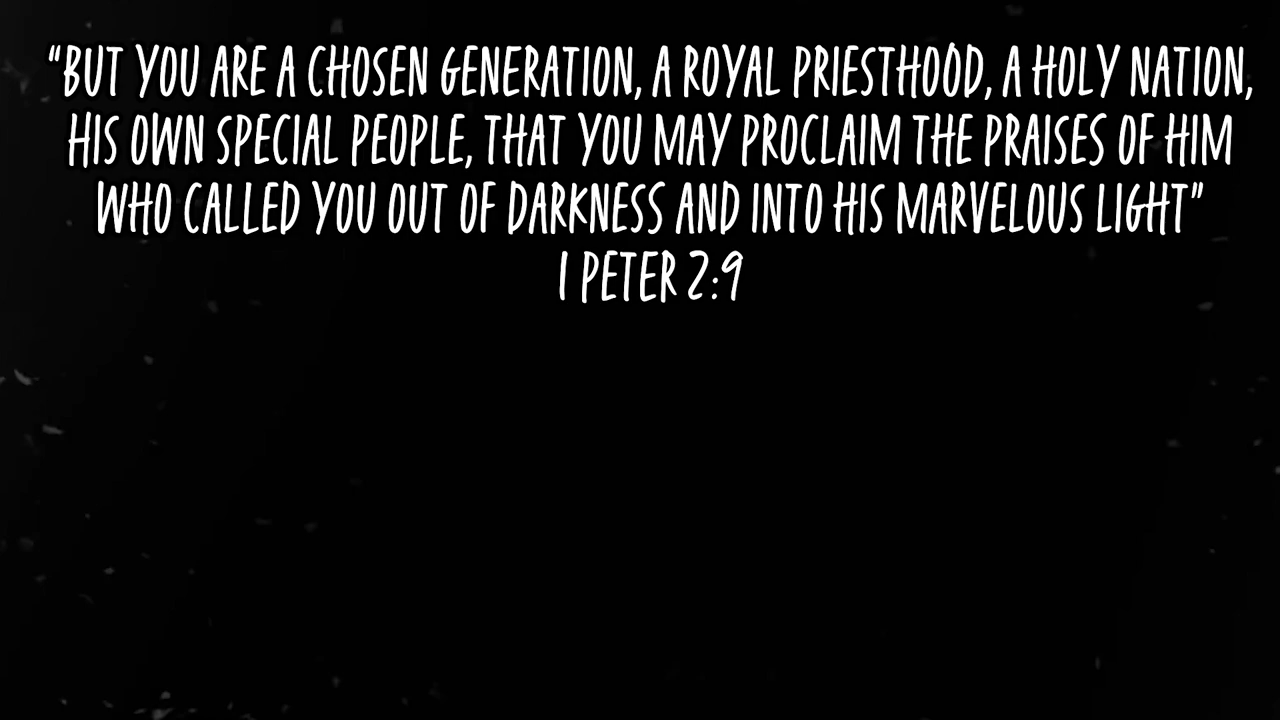 "BUT YOU ARE A CHOSEN GENERATION, A ROYAL PRIESTHOOD, A HOLY NATION,
HIS OWN SPECIAL PEOPLE, THAT YOU MAY PROCLAIM THE PRAISES OF HIM
WHO CALLED YOU OUT OF DARKNESS AND INTO HIS MARVELOUS LIGHT"
1 PETER 2:9